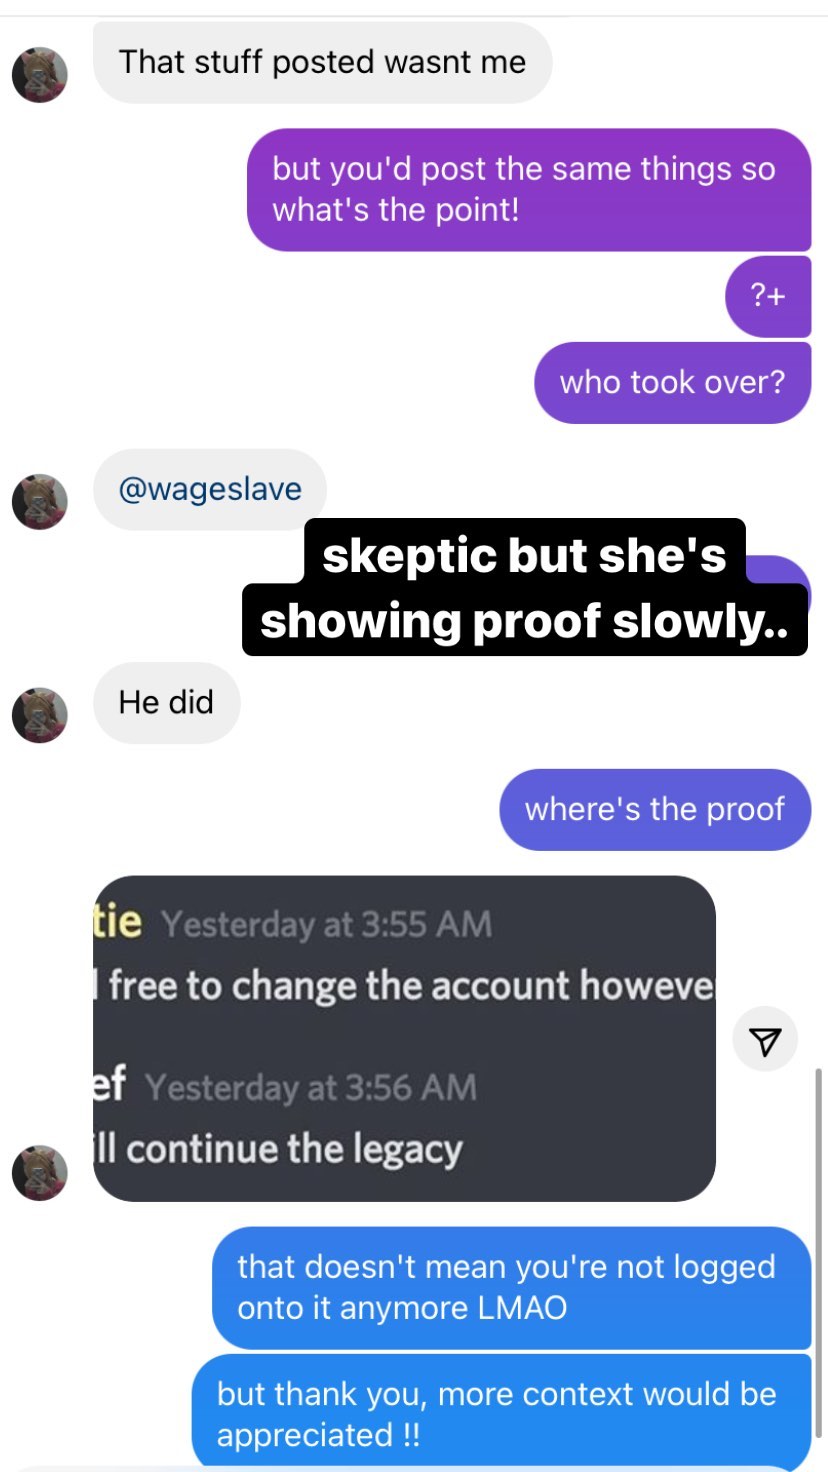 That stuff posted wasnt me
but you'd post the same things so
what's the point!
?+
who took over?
@wageslave
skeptic but she's
showing proof slowly..
He did
where's the proof
tie Yesterday at 3:55 AM
l free to change the account howeve
ef Yesterday at 3:56 AM
ill continue the legacy
that doesn't mean you're not logged
onto it anymore LMAO
but thank you, more context would be
appreciated !!